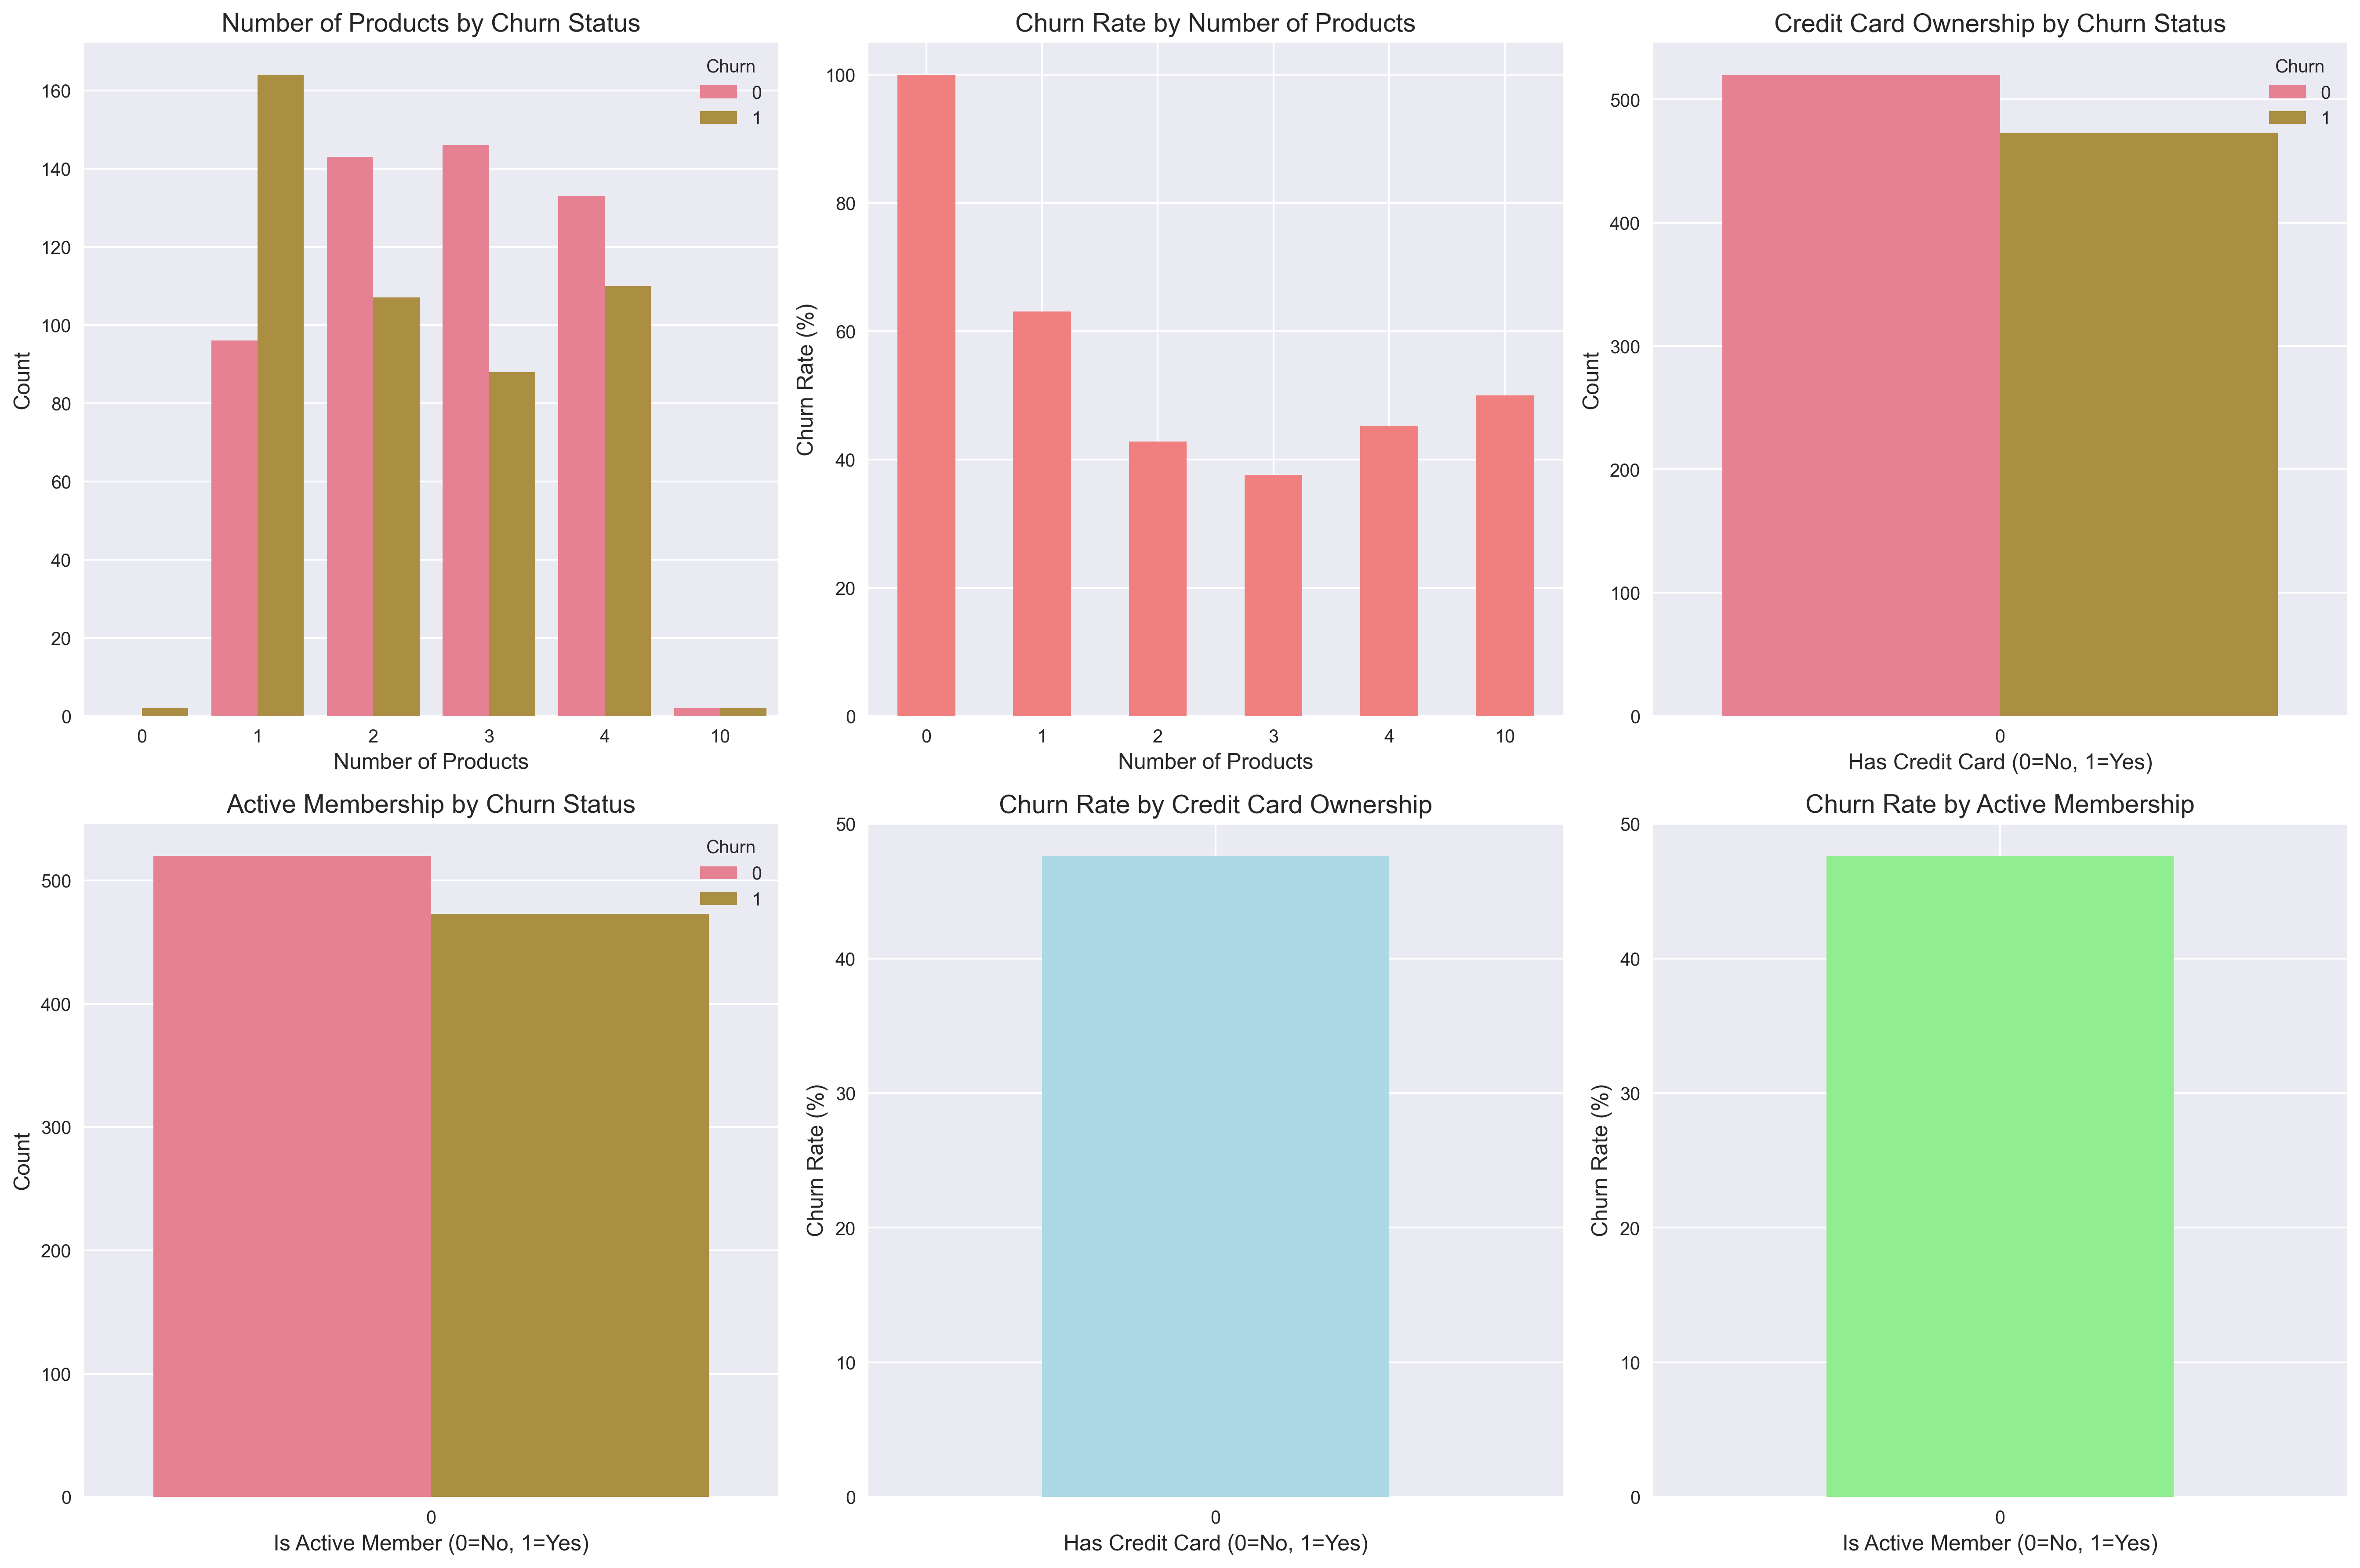 Number of Products by Churn Status
Churn
0
1
160
140
120
100
80
60
40
20
0
Count
0 1 2 3 4 10
Number of Products
Churn Rate by Number of Products
100
80
60
40
20
0
Churn Rate (%)
0 1 2 3 4 10
Number of Products
Credit Card Ownership by Churn Status
Churn
0
1
500
400
300
200
100
0
Count
0
Has Credit Card (0=No, 1=Yes)
Active Membership by Churn Status
Churn
0
1
500
400
300
200
100
0
Count
0
Is Active Member (0=No, 1=Yes)
Churn Rate by Credit Card Ownership
50
40
30
20
10
0
Churn Rate (%)
0
Has Credit Card (0=No, 1=Yes)
Churn Rate by Active Membership
50
40
30
20
10
0
Churn Rate (%)
0
Is Active Member (0=No, 1=Yes)